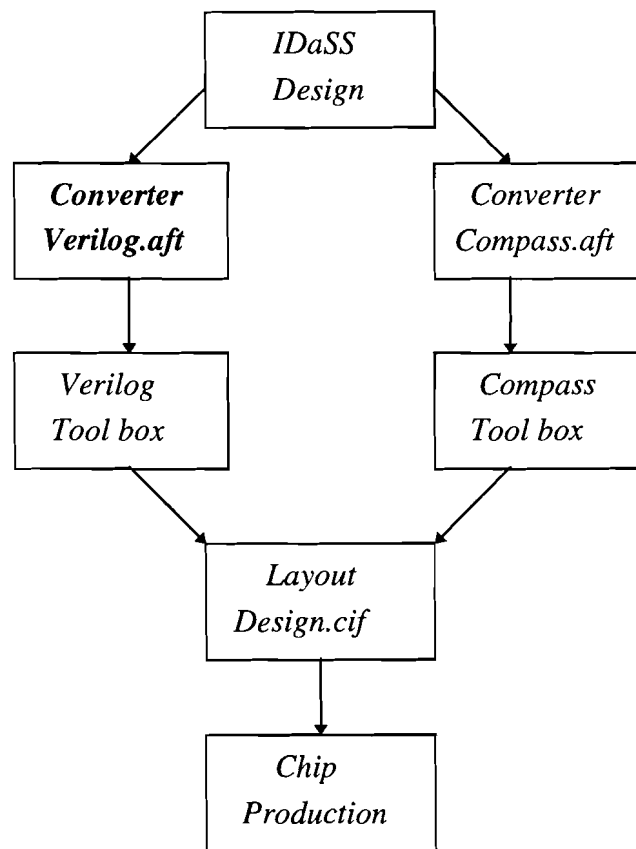 IDaSS
Design
Converter
Verilog.aft
Converter
Compass.aft
Verilog
Tool box
Compass
Tool box
Layout
Design.cif
Chip
Production